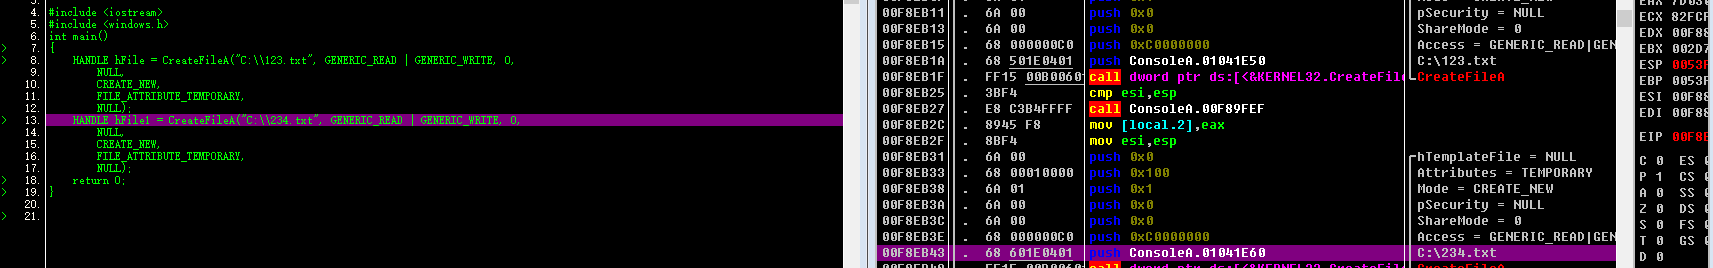 4. #include <iostream>
5. #include <windows.h>
6. int main()
7. {
8. HANDLE hFile = CreateFileA("C:\\123.txt", GENERIC_READ | GENERIC_WRITE, 0,
9. NULL,
10. CREATE_NEW,
11. FILE_ATTRIBUTE_TEMPORARY,
12. NULL);
13. HANDLE hFile1 = CreateFileA("C:\\234.txt", GENERIC_READ | GENERIC_WRITE, 0,
14. NULL,
15. CREATE_NEW,
16. FILE_ATTRIBUTE_TEMPORARY,
17. NULL);
18. return 0;
19. }
20.
21.
00F8EB11 . 6A 00 push 0x0 pSecurity = NULL
00F8EB13 . 6A 00 push 0x0 ShareMode = 0
00F8EB15 . 68 000000C0 push 0xC0000000 Access = GENERIC_READ|GEN
00F8EB1A . 68 501E0401 push ConsoleA.01041E50 C:\123.txt
00F8EB1F . FF15 00B0060 call dword ptr ds:[<&KERNEL32.CreateFile CreateFileA
00F8EB25 . 3BF4 cmp esi,esp
00F8EB27 . E8 C3B4FFFF call ConsoleA.00F89FEF
00F8EB2C . 8945 F8 mov [local.2],eax
00F8EB2F . 8BF4 mov esi,esp
00F8EB31 . 6A 00 push 0x0 hTemplateFile = NULL
00F8EB33 . 68 00010000 push 0x100 Attributes = TEMPORARY
00F8EB38 . 6A 01 push 0x1 Mode = CREATE_NEW
00F8EB3A . 6A 00 push 0x0 pSecurity = NULL
00F8EB3C . 6A 00 push 0x0 ShareMode = 0
00F8EB3E . 68 000000C0 push 0xC0000000 Access = GENERIC_READ|GEN
00F8EB43 . 68 601E0401 push ConsoleA.01041E60 C:\234.txt
ECX 82FCF
EDX 00F88
EBX 002D7
ESP 0053F
EBP 0053F
ESI 00F88
EDI 00F88
EIP 00F8E
C 0 ES
P 1 CS
A 0 SS
Z 0 DS
S 0 FS
T 0 GS
D 0